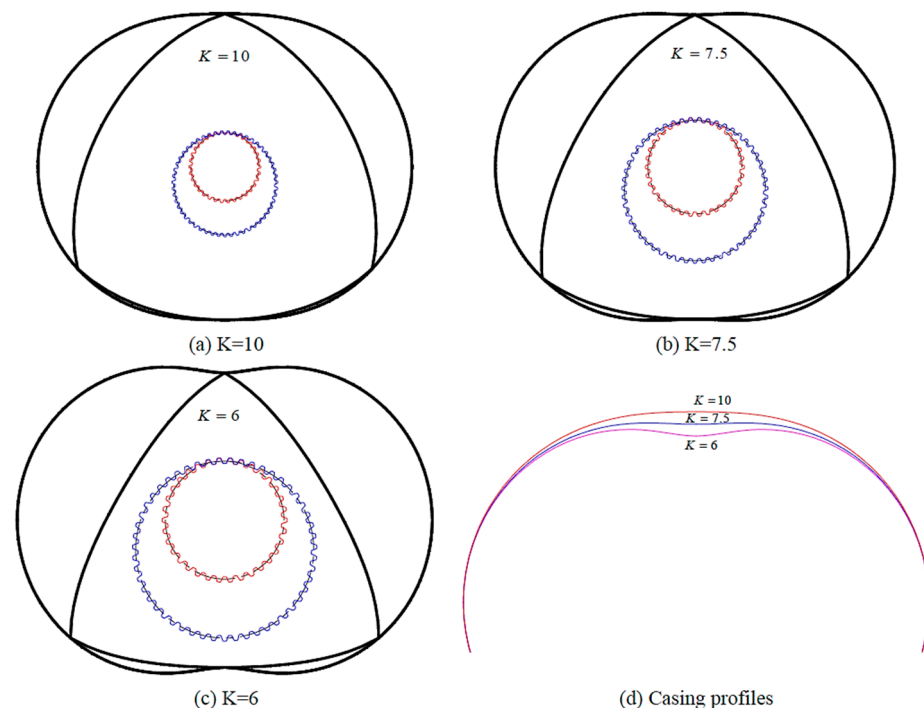 K = 10
K = 7.5
(a) K=10
(b) K=7.5
K = 6
K = 10
K = 7.5
K = 6
(c) K=6
(d) Casing profiles